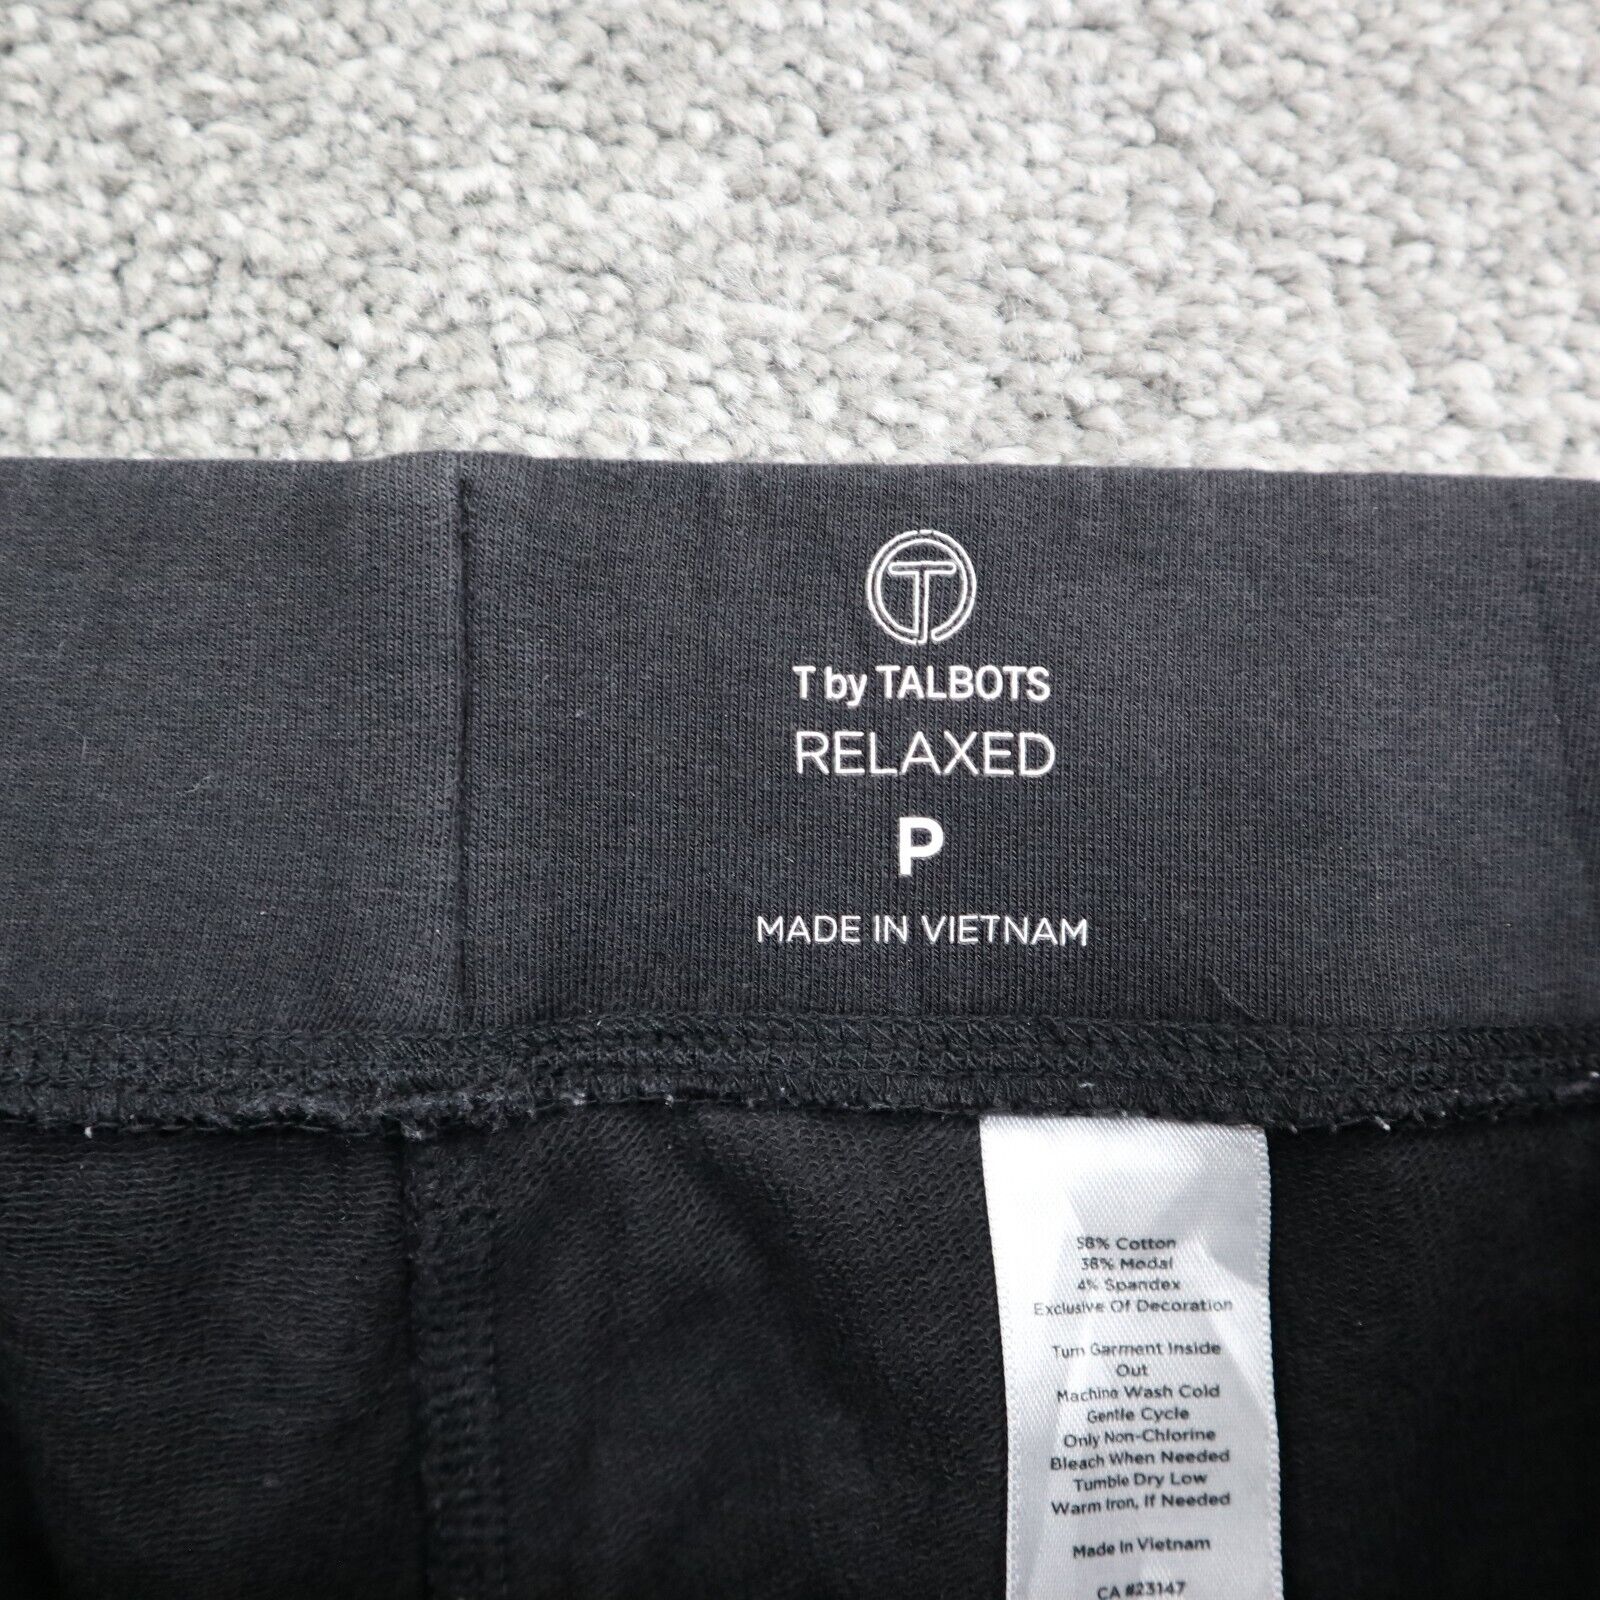 T
T by TALBOTS
RELAXED
P
MADE IN VIETNAM
58% Cotton
38% Modal
4% Spandex
Exclusive Of Decoration
Turn Garment Inside
Out
Machine Wash Cold
Gentle Cycle
Only Non-Chlorine
Bleach When Needed
Tumble Dry Low
Warm Iron, If Needed
Made In Vietnam
CA #23147